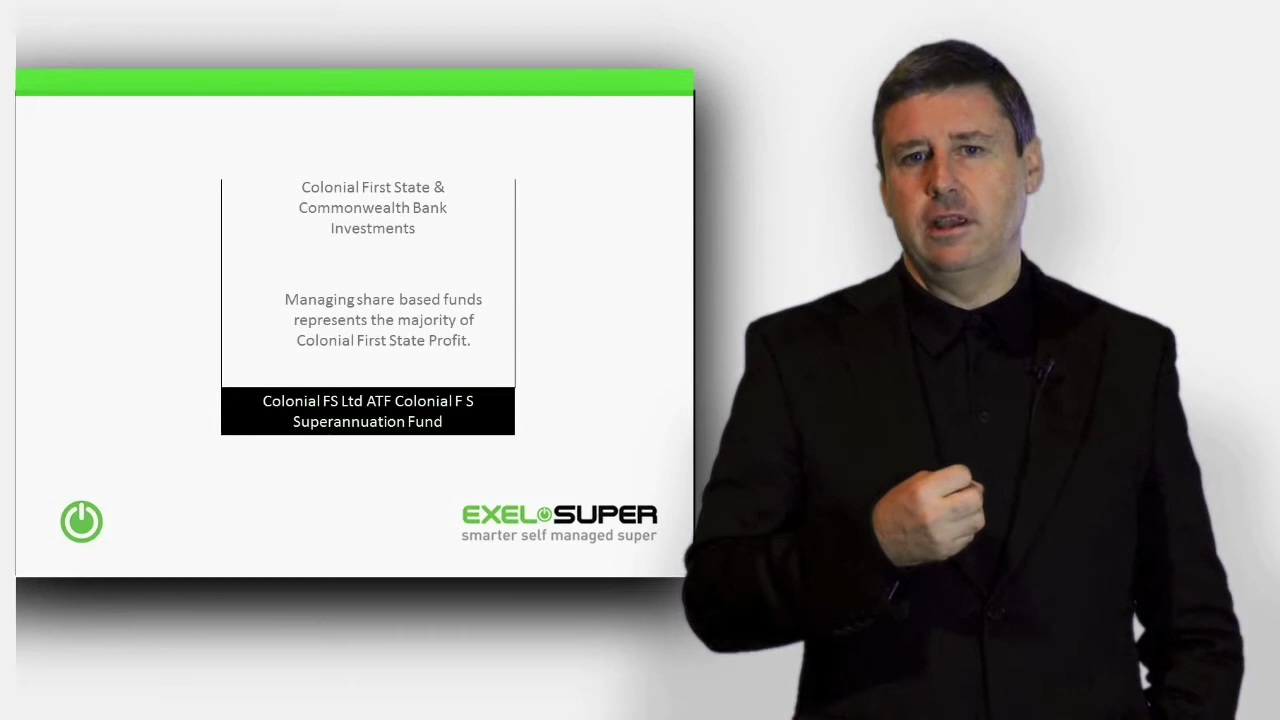 Colonial First State &
Commonwealth Bank
Investments
Managing share based funds
represents the majority of
Colonial First State Profit.
Colonial FS Ltd ATF Colonial F S
Superannuation Fund
EXEL SUPER
smarter self managed super